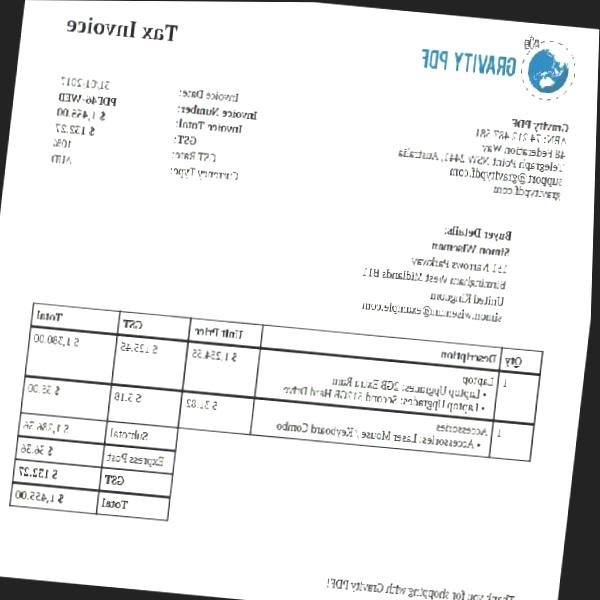 Tax Invoice
GRAVITY PDF
Invoice Date: 31/01/2017
Invoice Number: PDF46-WED
Invoice Total: $ 1,455.00
GST: $ 132.27
GST Rate: 10%
Currency Type: AUD
Gravity PDF
ABN: 74 213 487 581
48 Federation Way
Telegraph Point NSW, 2441, Australia
support@gravitypdf.com
gravitypdf.com
Buyer Details:
Simon Wiseman
151 Narrows Parkway
Birmingham West Midlands B11
United Kingdom
simon.wiseman@example.com
Qty Description Unit Price GST Total
1 Laptop $ 1,254.55 $ 125.45 $ 1,380.00
• Laptop Upgrades: 2GB Extra Ram
• Laptop Upgrades: Second 512GB Hard Drive
1 Accessories $ 31.82 $ 3.18 $ 35.00
• Accessories: Laser Mouse / Keyboard Combo
Subtotal $ 1,286.36
Express Post $ 36.36
GST $ 132.27
Total $ 1,455.00
Thank you for shopping with Gravity PDF!